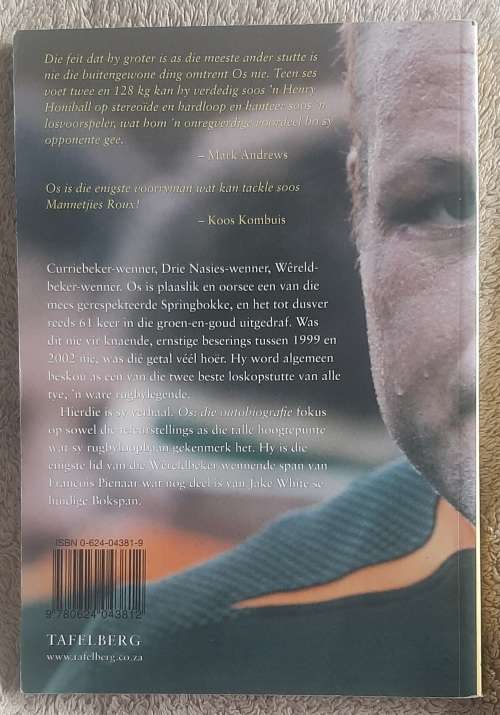 Die feit dat hy groter is as die meeste ander stutte is
nie die buitengewone ding omtrent Os nie. Teen ses
voet twee en 128 kg kan hy verdedig soos 'n Henry
Honiball op steroïede en hardloop en hanteer soos 'n
losvoorspeler, wat hom 'n onregverdige voordeel bo sy
opponente gee.
– Mark Andrews
Os is die enigste voorryman wat kan tackle soos
Mannetjies Roux!
– Koos Kombuis
Curriebeker-wenner, Drie Nasies-wenner, Wêreld-
beker-wenner. Os is plaaslik en oorsee een van die
mees gerespekteerde Springbokke, en het tot dusver
reeds 61 keer in die groen-en-goud uitgedraf. Was
dit nie vir knaende, ernstige beserings tussen 1999 en
2002 nie, was dié getal véél hoër. Hy word algemeen
beskou as een van die twee beste loskopstutte van alle
tye, 'n ware rugbylegende.
Hierdie is sy verhaal. Os: die outobiografie fokus
op sowel die teleurstellings as die talle hoogtepunte
wat sy rugbyloopbaan gekenmerk het. Hy is die
enigste lid van die Wêreldbeker-wennende span van
Francois Pienaar wat nog deel is van Jake White se
huidige Bokspan.
ISBN 0-624-04381-9
9 780624 043812
TAFELBERG
www.tafelberg.co.za